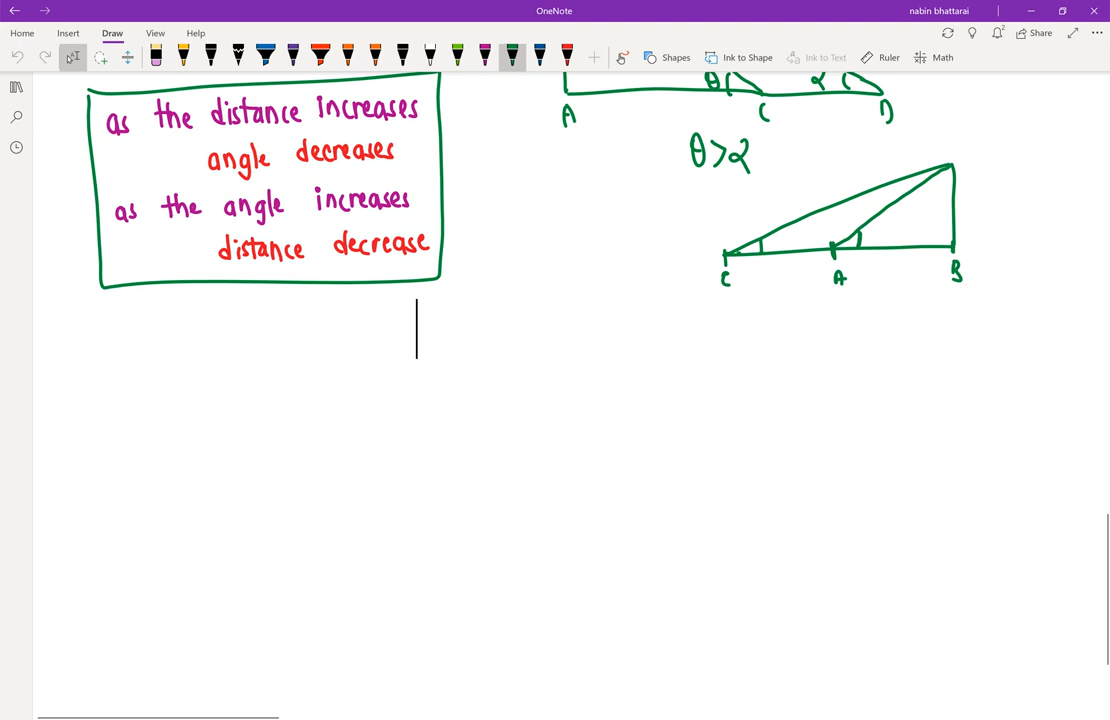 OneNote
nabin bhattarai
Home Insert Draw View Help
Share
Shapes Ink to Shape Ink to Text Ruler Math
as the distance increases
angle decreases
as the angle increases
distance decrease
θ α
A C D
θ > α
C A B